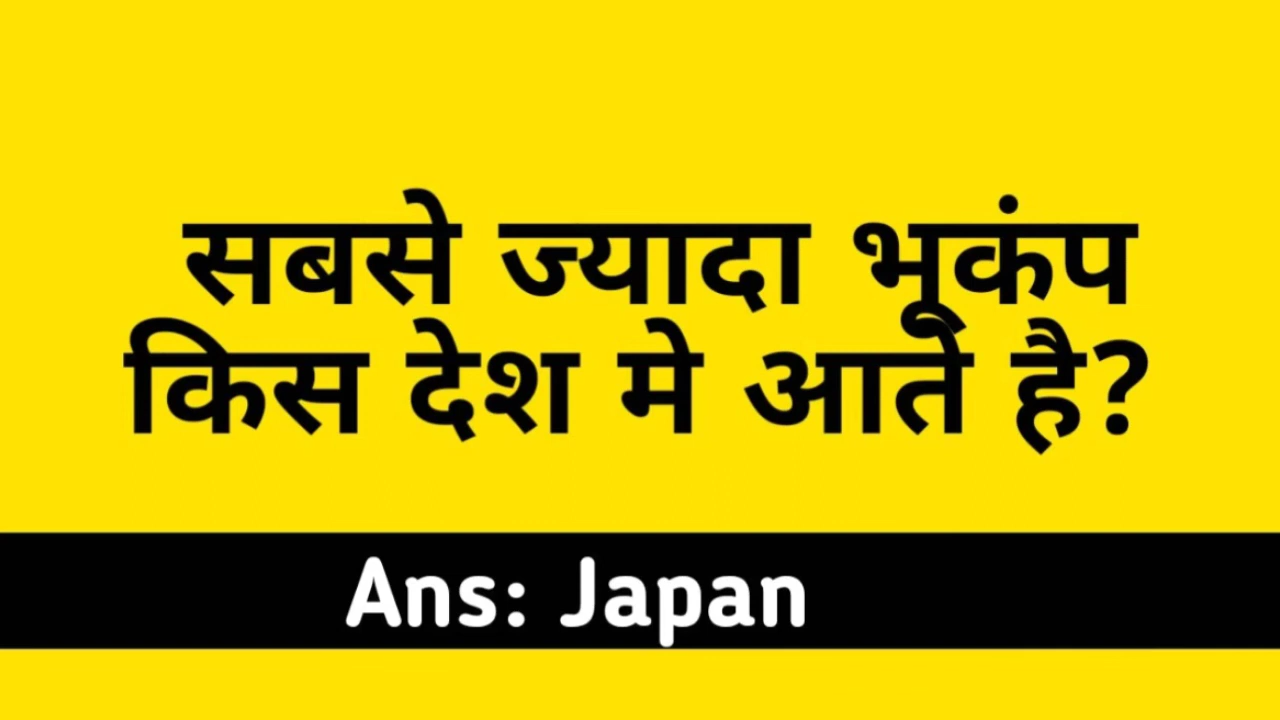 सबसे ज्यादा भूकंप
किस देश मे आते है?
Ans: Japan